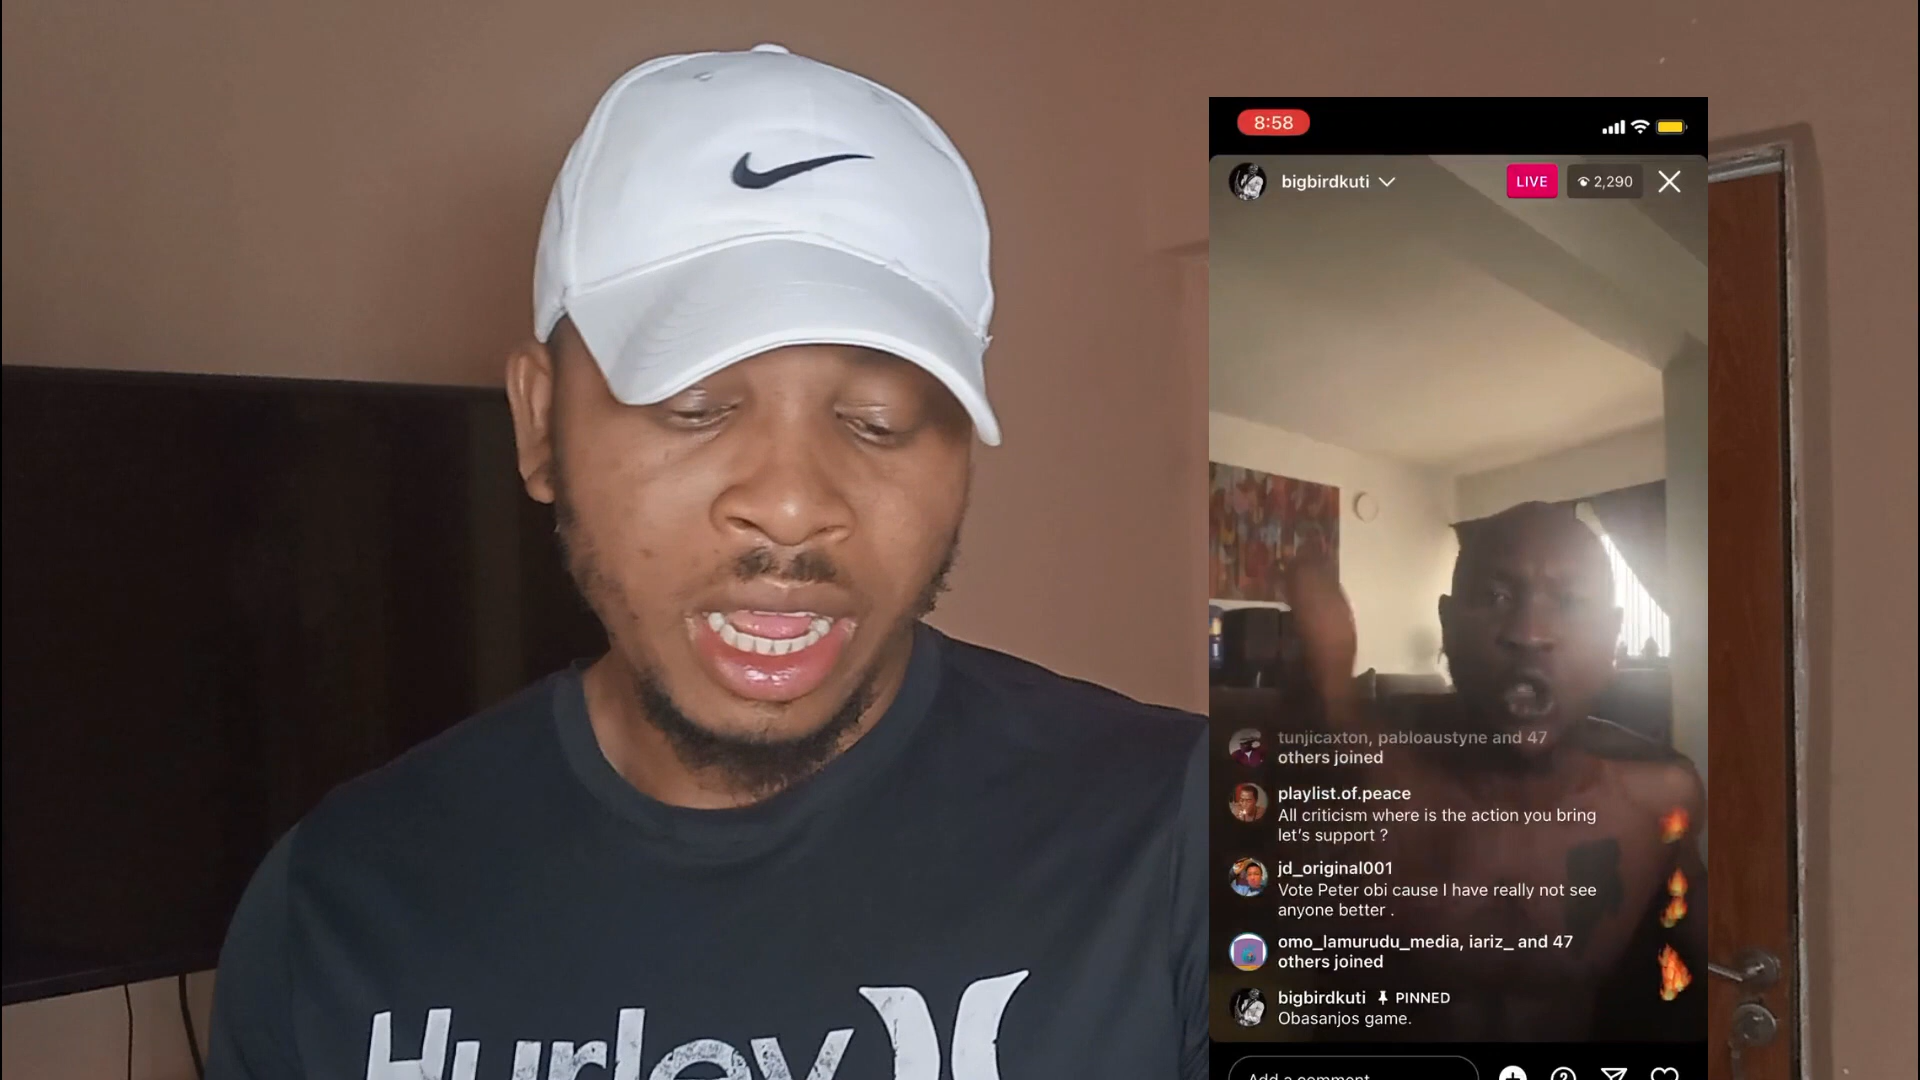 8:58
bigbirdkuti
LIVE
2,290
tunjicaxton, pabloaustyne and 47
others joined
playlist.of.peace
All criticism where is the action you bring
let's support ?
jd_original001
Vote Peter obi cause I have really not see
anyone better .
omo_lamurudu_media, iariz_ and 47
others joined
bigbirdkuti PINNED
Obasanjos game.
Add a comment
Hurley